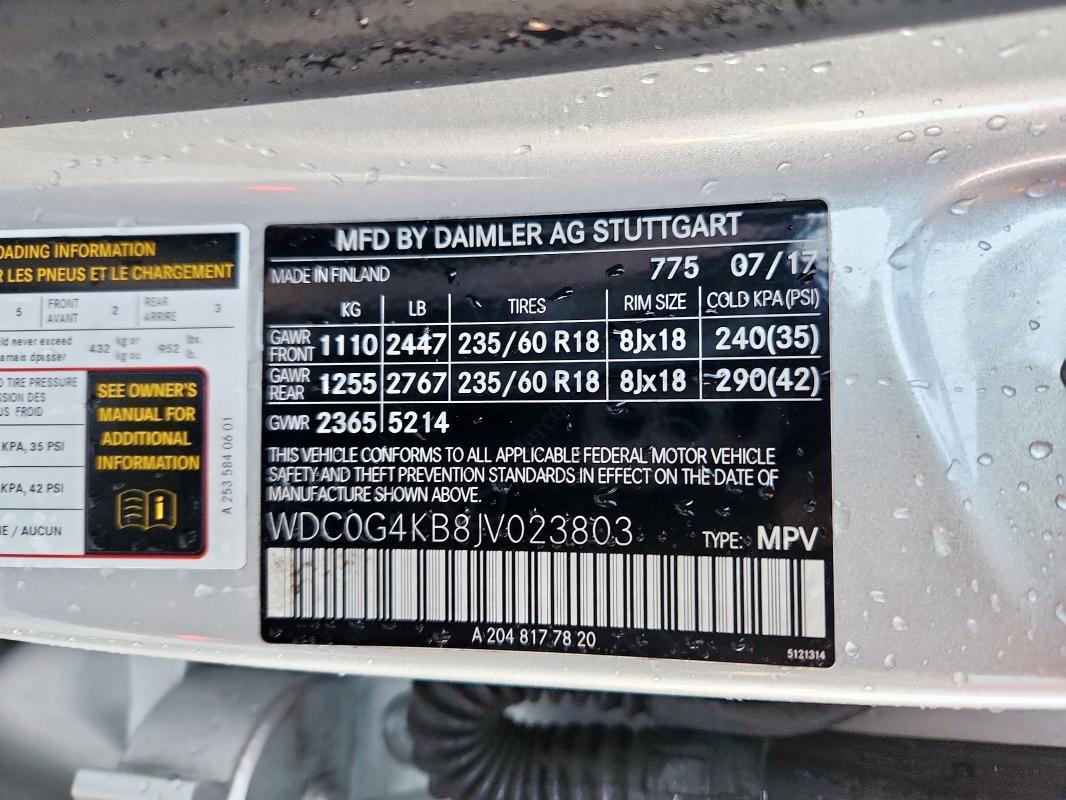 OADING INFORMATION
R LES PNEUS ET LE CHARGEMENT
5 FRONT AVANT 2 REAR ARRIRE 3
ld never exceed
amais dpsser 432 kg or kg ou 952 lbs. lb.
D TIRE PRESSURE
SSION DES
US FROID
KPA, 35 PSI
KPA, 42 PSI
NE / AUCUN
SEE OWNER'S
MANUAL FOR
ADDITIONAL
INFORMATION
i
A 253 584 06 01
MFD BY DAIMLER AG STUTTGART
MADE IN FINLAND 775 07/17
KG LB TIRES RIM SIZE COLD KPA (PSI)
GAWR FRONT 1110 2447 235/60 R18 8Jx18 240(35)
GAWR REAR 1255 2767 235/60 R18 8Jx18 290(42)
GVWR 2365 5214
THIS VEHICLE CONFORMS TO ALL APPLICABLE FEDERAL MOTOR VEHICLE
SAFETY AND THEFT PREVENTION STANDARDS IN EFFECT ON THE DATE OF
MANUFACTURE SHOWN ABOVE.
WDC0G4KB8JV023803 TYPE: MPV
A 204 817 78 20
5121314